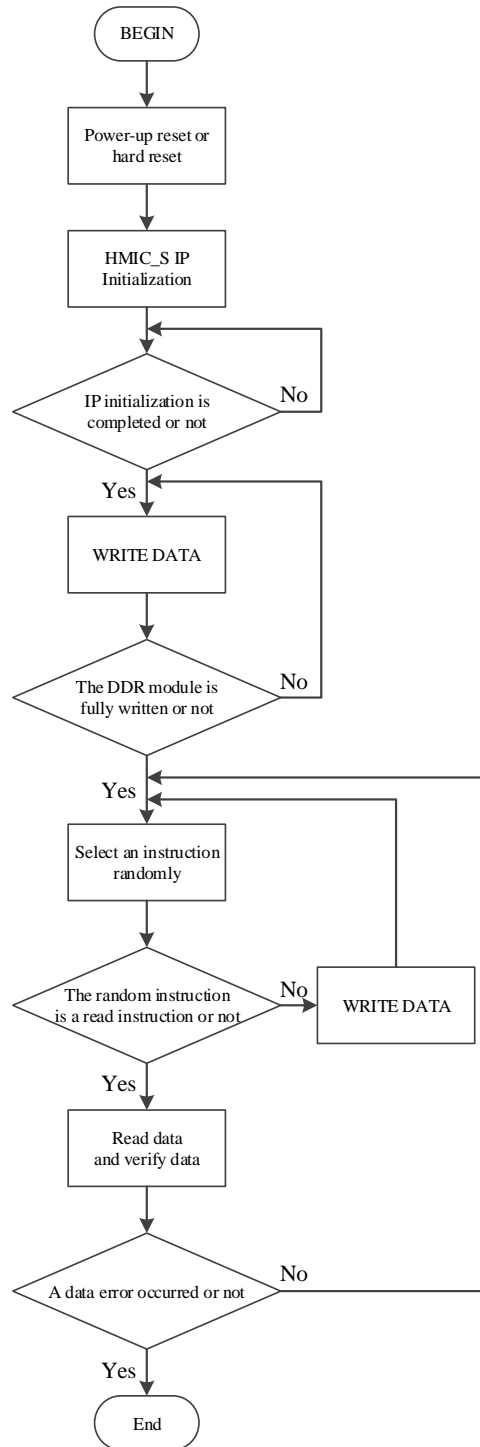 BEGIN
Power-up reset or
hard reset
HMIC_S IP
Initialization
IP initialization is
completed or not
No
Yes
WRITE DATA
The DDR module is
fully written or not
No
Yes
Select an instruction
randomly
The random instruction
is a read instruction or not
No
WRITE DATA
Yes
Read data
and verify data
A data error occurred or not
No
Yes
End